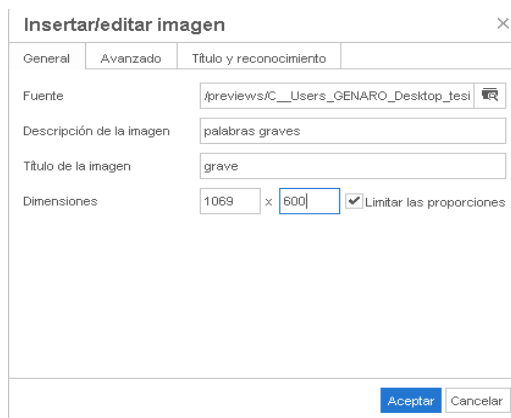 Insertar/editar imagen
General Avanzado Título y reconocimiento
Fuente /previews/C__Users_GENARO_Desktop_tesi
Descripción de la imagen palabras graves
Título de la imagen grave
Dimensiones 1069 x 600 Limitar las proporciones
Aceptar Cancelar